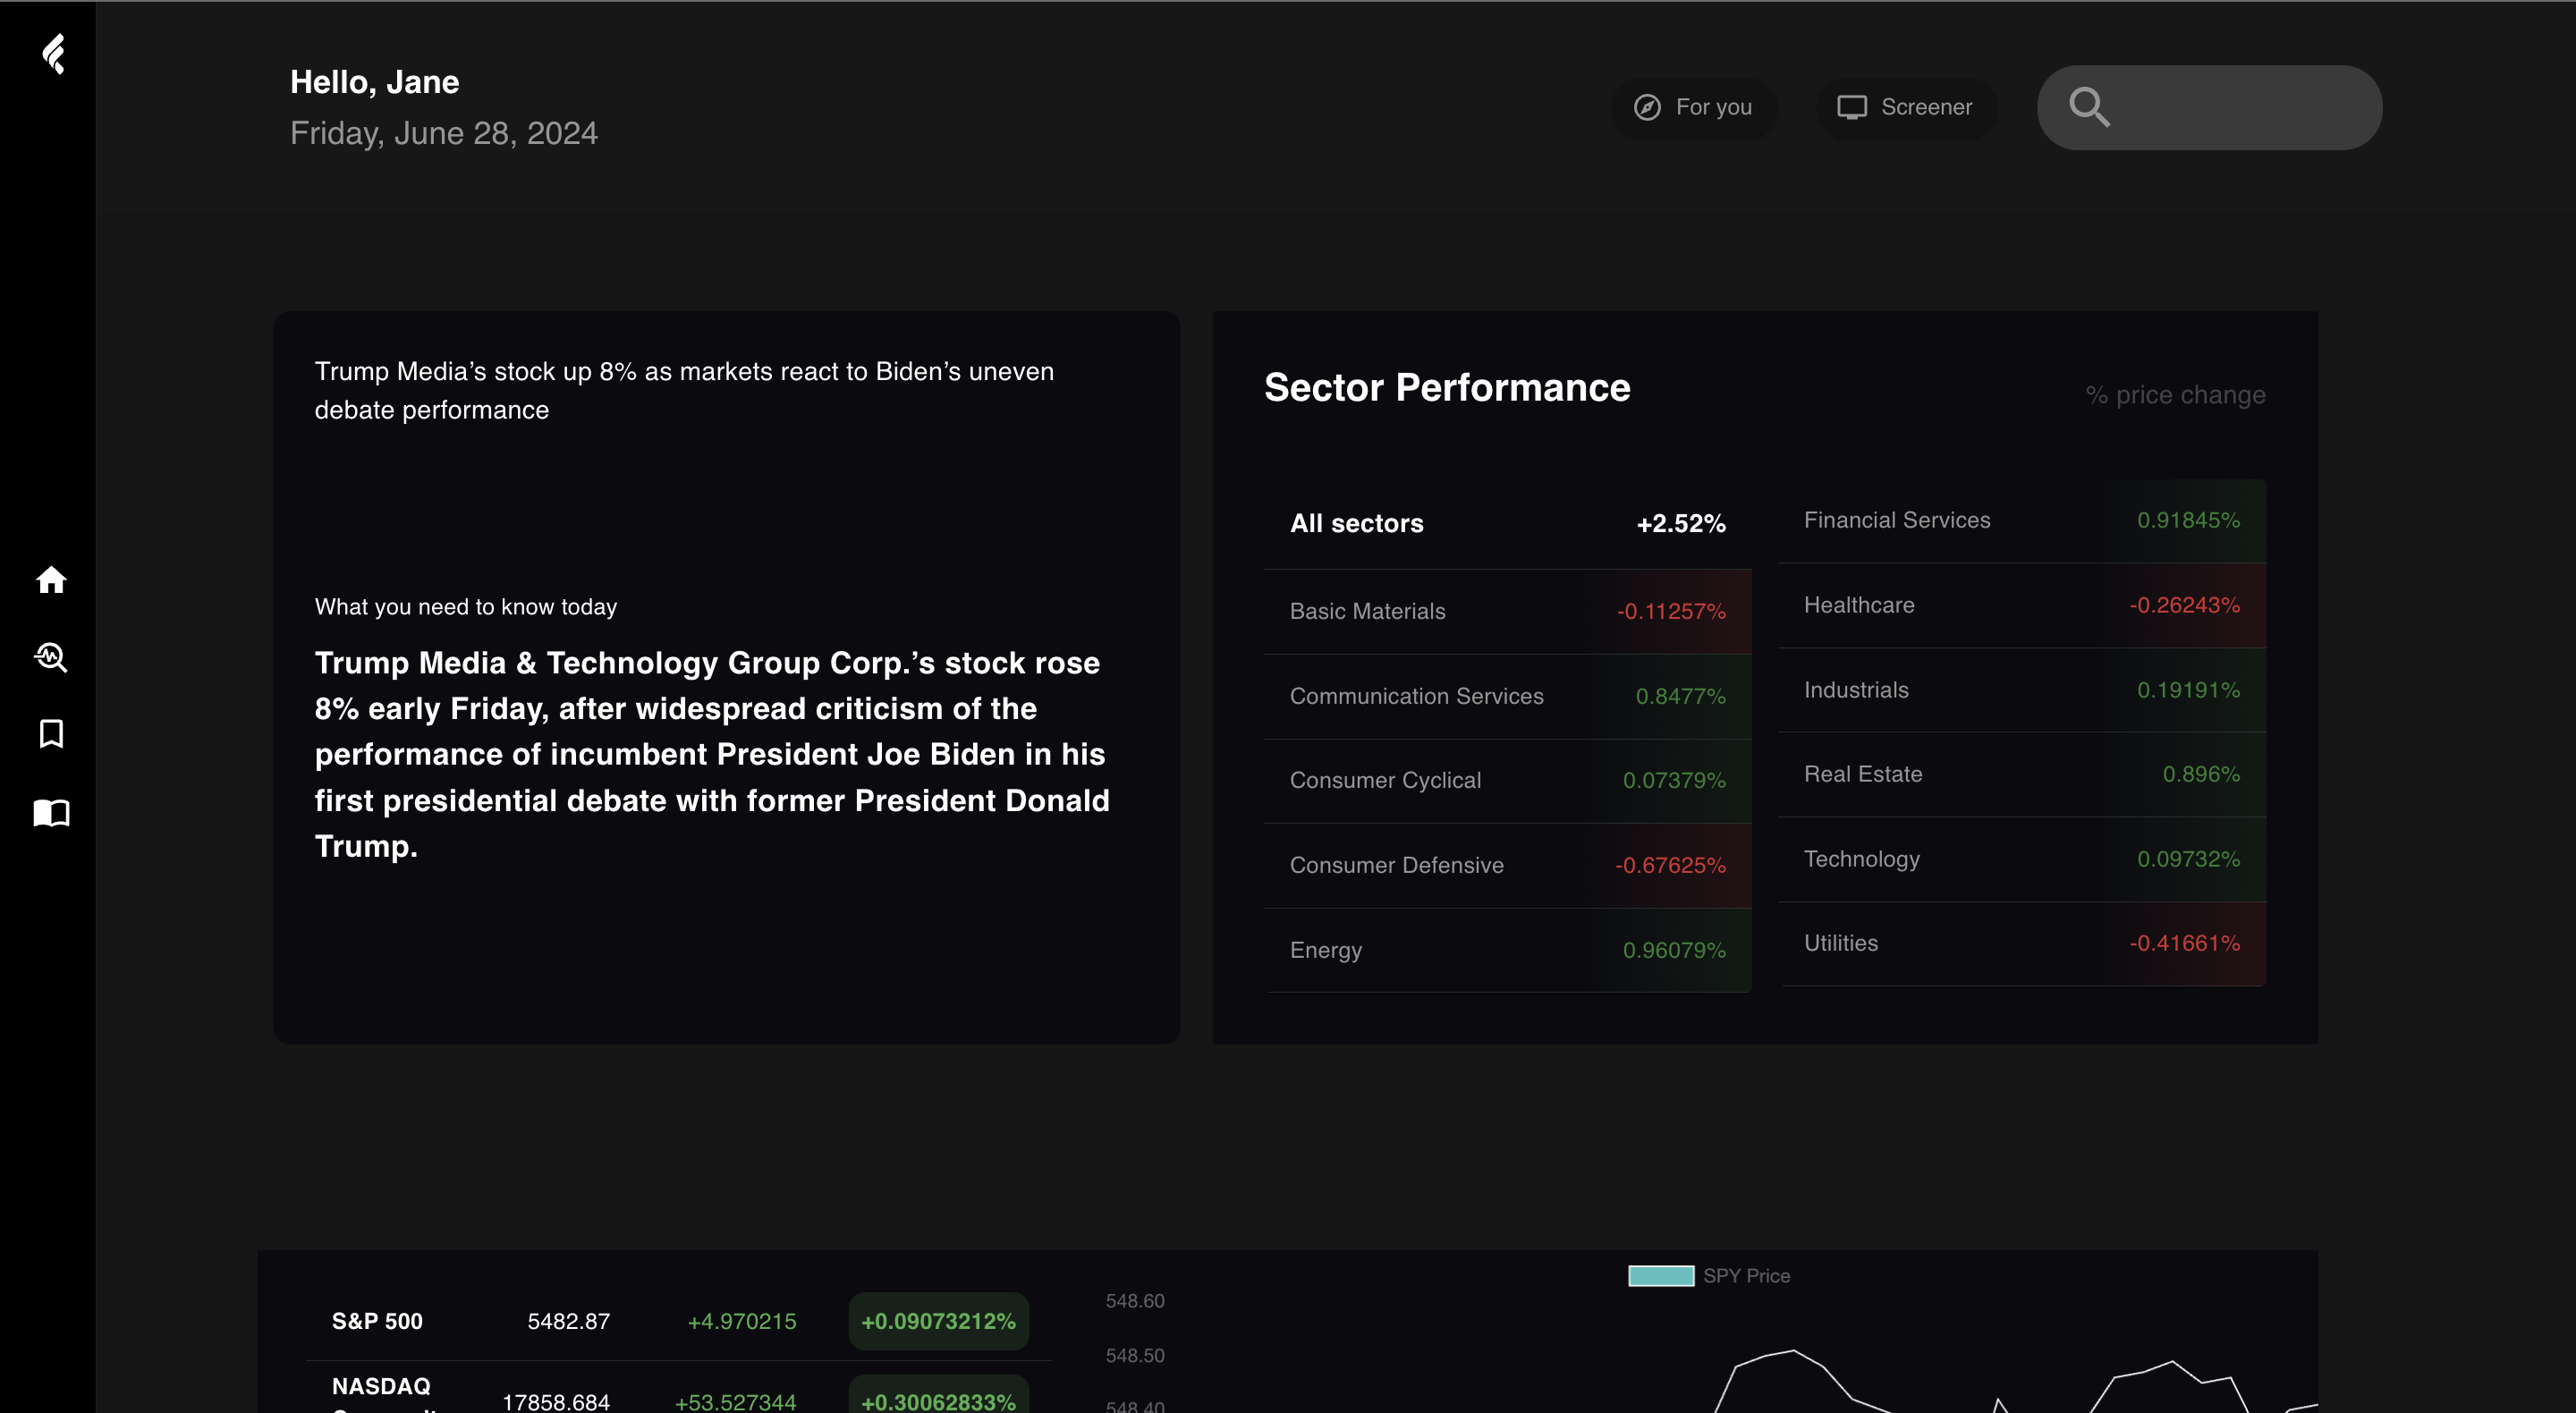 Hello, Jane
Friday, June 28, 2024
For you
Screener
Trump Media’s stock up 8% as markets react to Biden’s uneven
debate performance
What you need to know today
Trump Media & Technology Group Corp.’s stock rose
8% early Friday, after widespread criticism of the
performance of incumbent President Joe Biden in his
first presidential debate with former President Donald
Trump.
Sector Performance
% price change
All sectors +2.52%
Basic Materials -0.11257%
Communication Services 0.8477%
Consumer Cyclical 0.07379%
Consumer Defensive -0.67625%
Energy 0.96079%
Financial Services 0.91845%
Healthcare -0.26243%
Industrials 0.19191%
Real Estate 0.896%
Technology 0.09732%
Utilities -0.41661%
S&P 500 5482.87 +4.970215 +0.09073212%
NASDAQ
17858.684 +53.527344 +0.30062833%
SPY Price
548.60
548.50
548.40